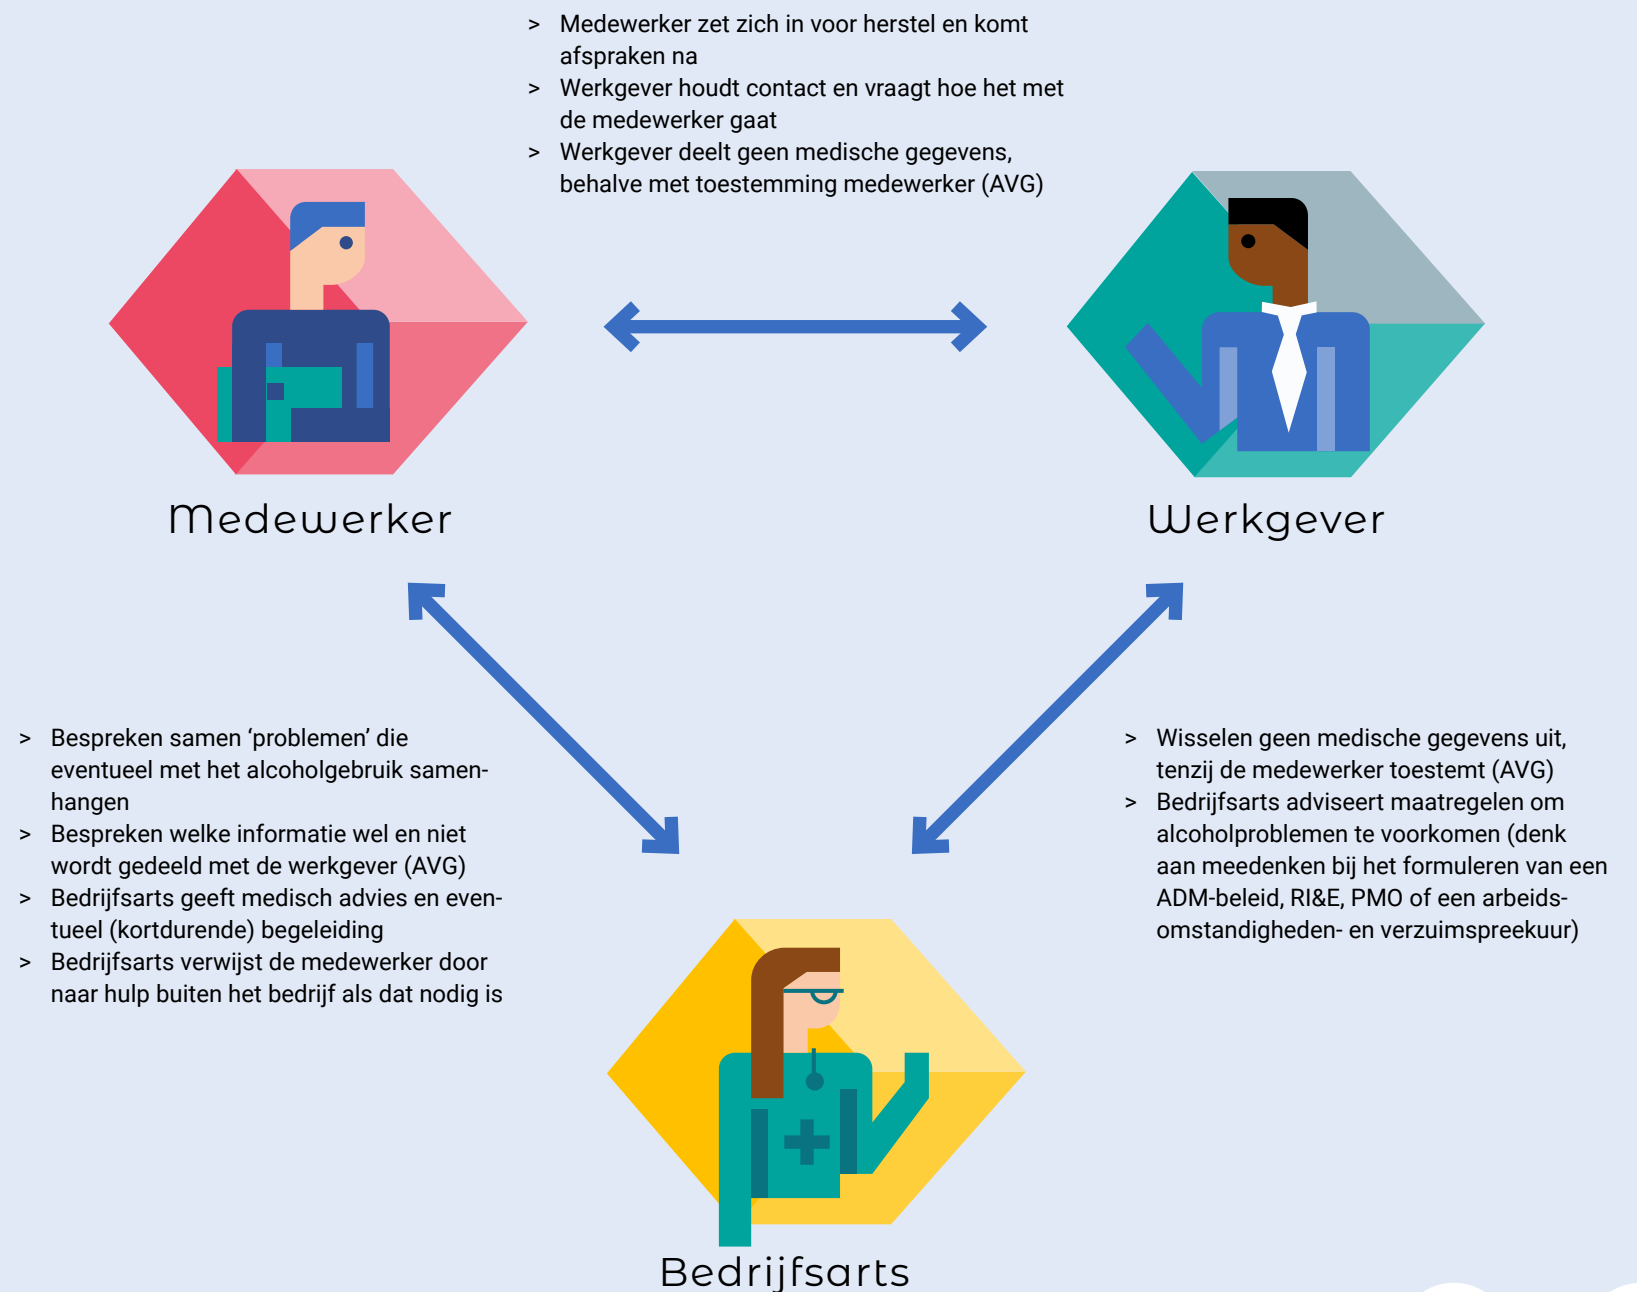 > Medewerker zet zich in voor herstel en komt
afspraken na
> Werkgever houdt contact en vraagt hoe het met
de medewerker gaat
> Werkgever deelt geen medische gegevens,
behalve met toestemming medewerker (AVG)
Medewerker
Werkgever
> Bespreken samen ‘problemen’ die
eventueel met het alcoholgebruik samen-
hangen
> Bespreken welke informatie wel en niet
wordt gedeeld met de werkgever (AVG)
> Bedrijfsarts geeft medisch advies en even-
tueel (kortdurende) begeleiding
> Bedrijfsarts verwijst de medewerker door
naar hulp buiten het bedrijf als dat nodig is
> Wisselen geen medische gegevens uit,
tenzij de medewerker toestemt (AVG)
> Bedrijfsarts adviseert maatregelen om
alcoholproblemen te voorkomen (denk
aan meedenken bij het formuleren van een
ADM-beleid, RI&E, PMO of een arbeids-
omstandigheden- en verzuimspreekuur)
Bedrijfsarts